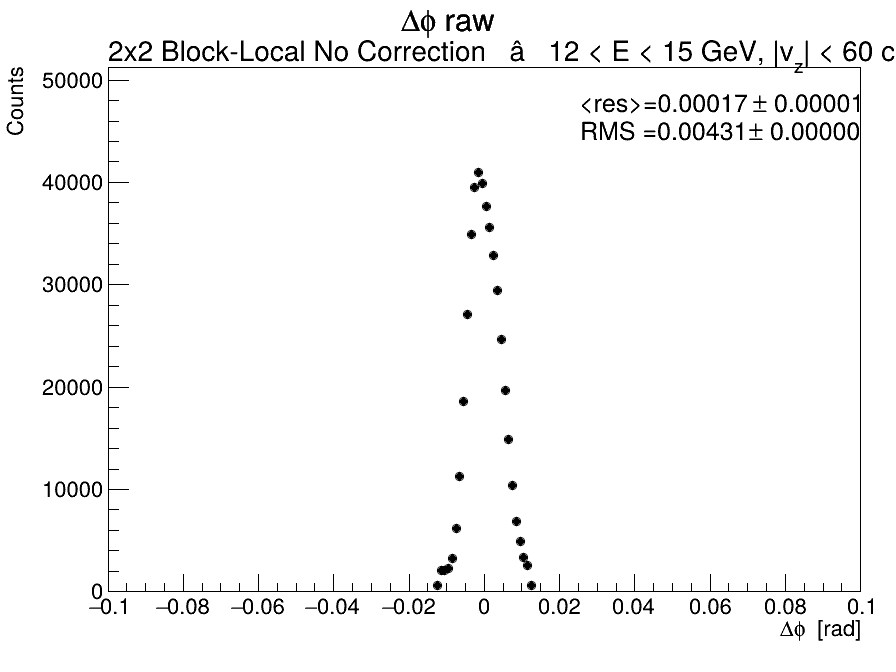 Δϕ raw
2x2 Block-Local No Correction â 12 < E < 15 GeV, |v_z| < 60 c
Counts
<res>=0.00017± 0.00001
RMS =0.00431± 0.00000
50000
40000
30000
20000
10000
0
−0.1 −0.08 −0.06 −0.04 −0.02 0 0.02 0.04 0.06 0.08 0.1
Δϕ [rad]